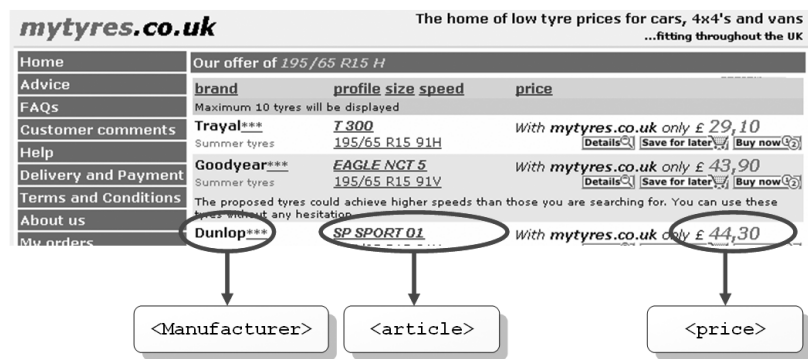 mytyres.co.uk
The home of low tyre prices for cars, 4x4's and vans
...fitting throughout the UK
Home
Advice
FAQs
Customer comments
Help
Delivery and Payment
Terms and Conditions
About us
My orders
Our offer of 195/65 R15 H
brand profile size speed price
Maximum 10 tyres will be displayed
Trayal*** T 300 With mytyres.co.uk only £ 29,10
Summer tyres 195/65 R15 91H Details Save for later Buy now
Goodyear*** EAGLE NCT 5 With mytyres.co.uk only £ 43,90
Summer tyres 195/65 R15 91V Details Save for later Buy now
The proposed tyres could achieve higher speeds than those you are searching for. You can use these
tyres without any hesitation.
Dunlop*** SP SPORT 01 With mytyres.co.uk only £ 44,30
<Manufacturer> <article> <price>